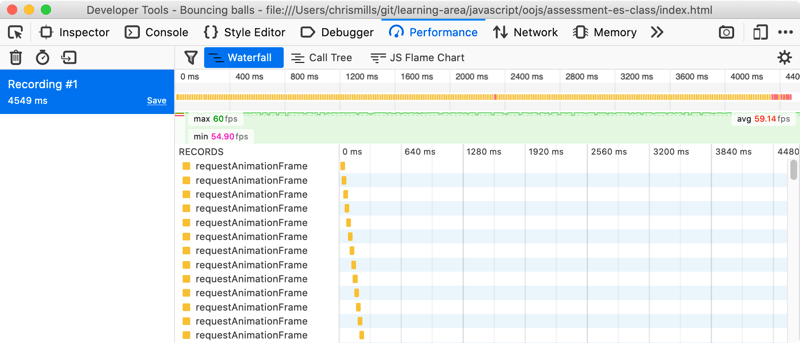 Developer Tools - Bouncing balls - file:///Users/chrismills/git/learning-area/javascript/oojs/assessment-es-class/index.html
Inspector Console Style Editor Debugger Performance Network Memory
Waterfall Call Tree JS Flame Chart
Recording #1
4549 ms Save
0 ms 400 ms 800 ms 1200 ms 1600 ms 2000 ms 2400 ms 2800 ms 3200 ms 3600 ms 4000 ms 440
max 60 fps avg 59.14 fps
min 54.90 fps
RECORDS 0 ms 640 ms 1280 ms 1920 ms 2560 ms 3200 ms 3840 ms 4480
requestAnimationFrame
requestAnimationFrame
requestAnimationFrame
requestAnimationFrame
requestAnimationFrame
requestAnimationFrame
requestAnimationFrame
requestAnimationFrame
requestAnimationFrame
requestAnimationFrame
requestAnimationFrame
requestAnimationFrame
requestAnimationFrame